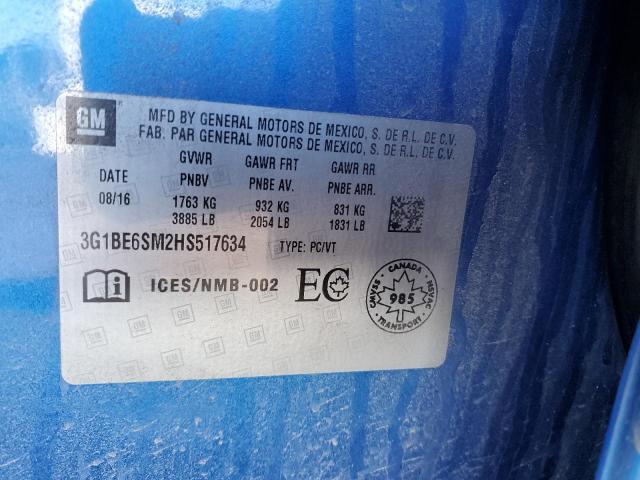 GM
MFD BY GENERAL MOTORS DE MEXICO, S. DE R.L. DE C.V.
FAB. PAR GENERAL MOTORS DE MEXICO, S. DE R.L. DE C.V.
DATE GVWR GAWR FRT GAWR RR
PNBV PNBE AV. PNBE ARR.
08/16 1763 KG 932 KG 831 KG
3885 LB 2054 LB 1831 LB
3G1BE6SM2HS517634 TYPE: PC/VT
i ICES/NMB-002 EC
CANADA
CMVSS 985 NSVAC
TRANSPORT